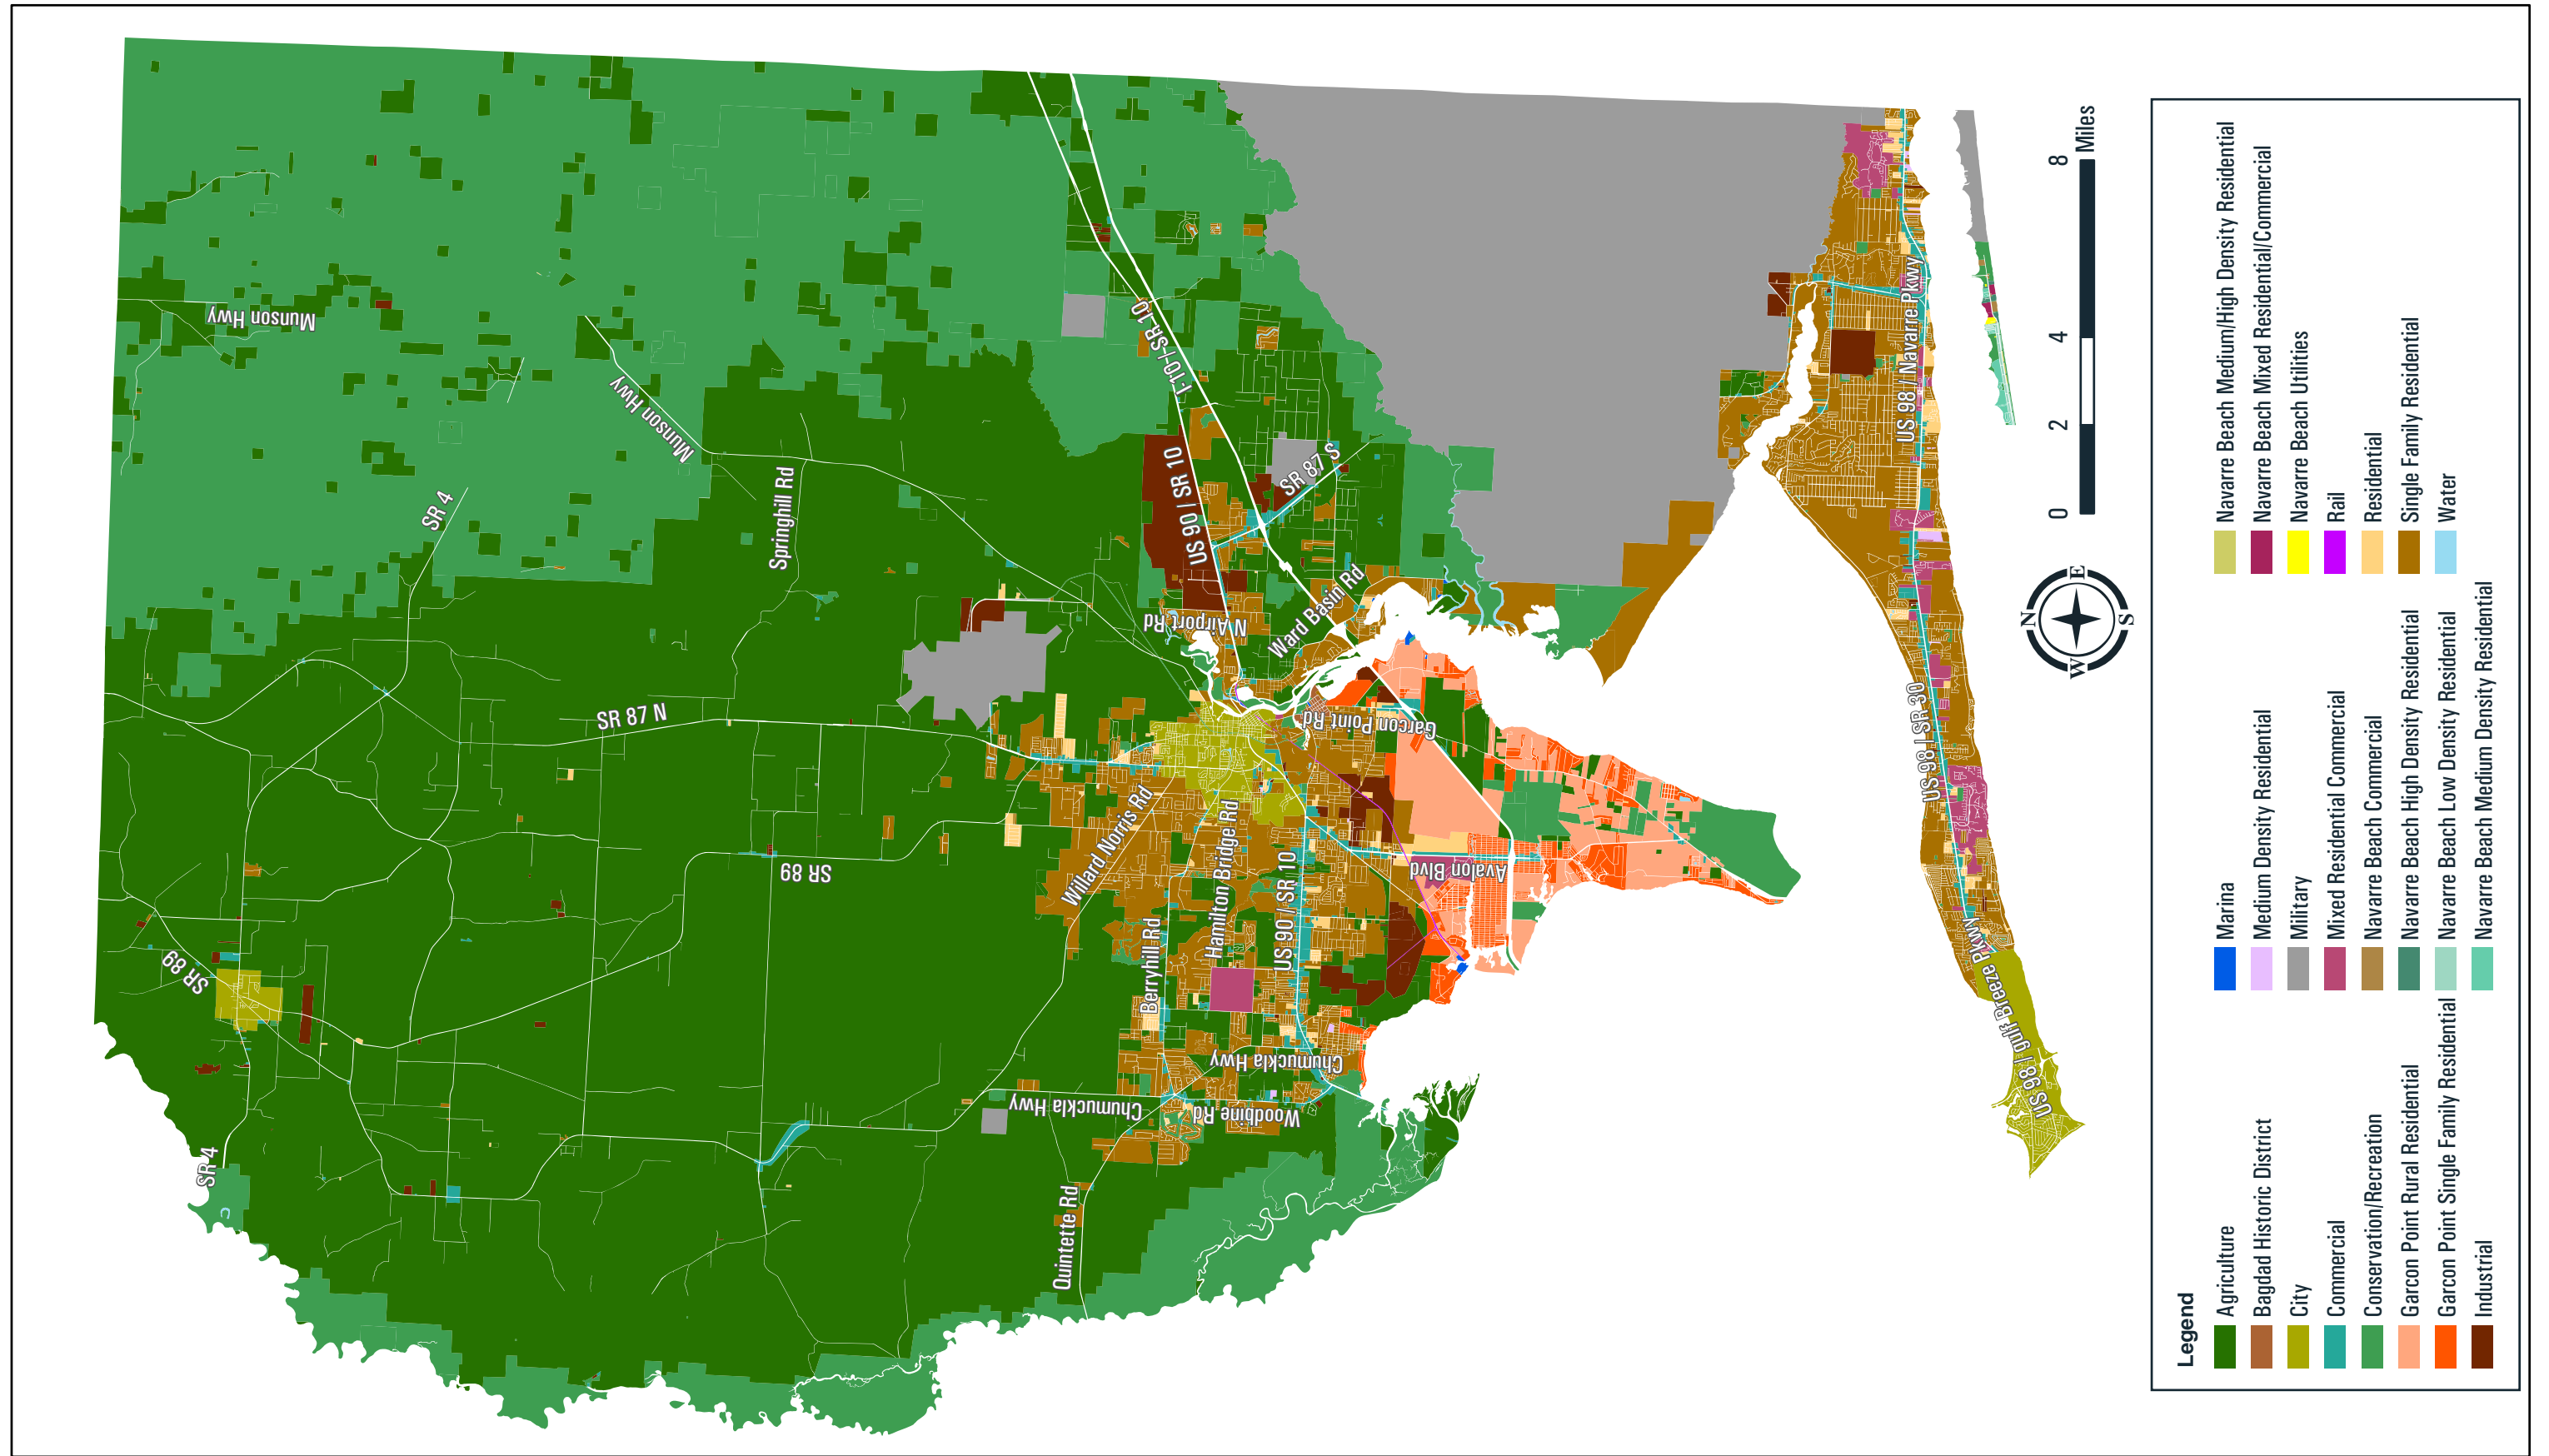 Munson Hwy
Munson Hwy
SR 4
Springhill Rd
SR 87 N
SR 89
SR 89
SR 4
I-10 / SR 10
US 90 / SR 10
SR 87 S
N Airport Rd
Ward Basin Rd
Garcon Point Rd
Willard Norris Rd
Hamilton Bridge Rd
Berryhill Rd
US 90 / SR 10
Avalon Blvd
Chumuckla Hwy
Chumuckla Hwy
Woodbine Rd
Quintette Rd
US 98 / Navarre Pkwy
US 98 / SR 30
US 98 / gulf Breeze Pkwy
US 98 /
N
E
S
W
0 2 4 8
Miles
Legend
Agriculture
Bagdad Historic District
City
Commercial
Conservation/Recreation
Garcon Point Rural Residential
Garcon Point Single Family Residential
Industrial
Marina
Medium Density Residential
Military
Mixed Residential Commercial
Navarre Beach Commercial
Navarre Beach High Density Residential
Navarre Beach Low Density Residential
Navarre Beach Medium Density Residential
Navarre Beach Medium/High Density Residential
Navarre Beach Mixed Residential/Commercial
Navarre Beach Utilities
Rail
Residential
Single Family Residential
Water